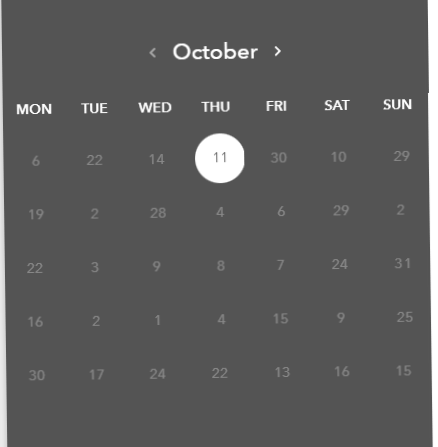 ‹ October ›
MON TUE WED THU FRI SAT SUN
6 22 14 11 30 10 29
19 2 28 4 6 29 2
22 3 9 8 7 24 31
16 2 1 4 15 9 25
30 17 24 22 13 16 15